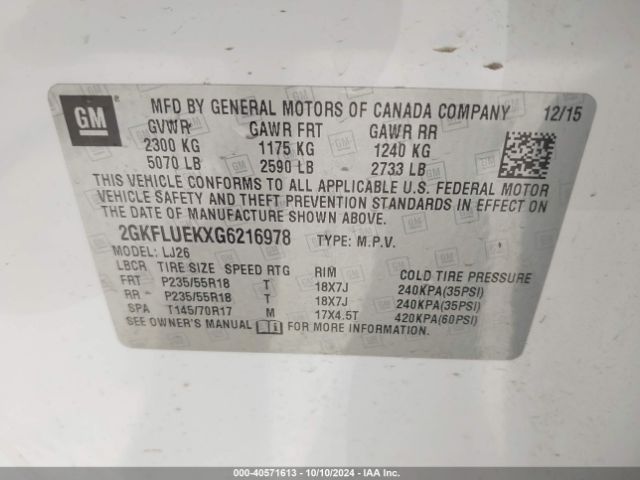 GM
MFD BY GENERAL MOTORS OF CANADA COMPANY 12/15
GVWR GAWR FRT GAWR RR
2300 KG 1175 KG 1240 KG
5070 LB 2590 LB 2733 LB
THIS VEHICLE CONFORMS TO ALL APPLICABLE U.S. FEDERAL MOTOR
VEHICLE SAFETY AND THEFT PREVENTION STANDARDS IN EFFECT ON
THE DATE OF MANUFACTURE SHOWN ABOVE.
2GKFLUEKXG6216978 TYPE: M.P.V.
MODEL: LJ26
LBCR TIRE SIZE SPEED RTG RIM COLD TIRE PRESSURE
FRT P235/55R18 T 18X7J 240KPA(35PSI)
RR P235/55R18 T 18X7J 240KPA(35PSI)
SPA T145/70R17 M 17X4.5T 420KPA(60PSI)
SEE OWNER'S MANUAL FOR MORE INFORMATION.
000-40571613 - 10/10/2024 - IAA Inc.